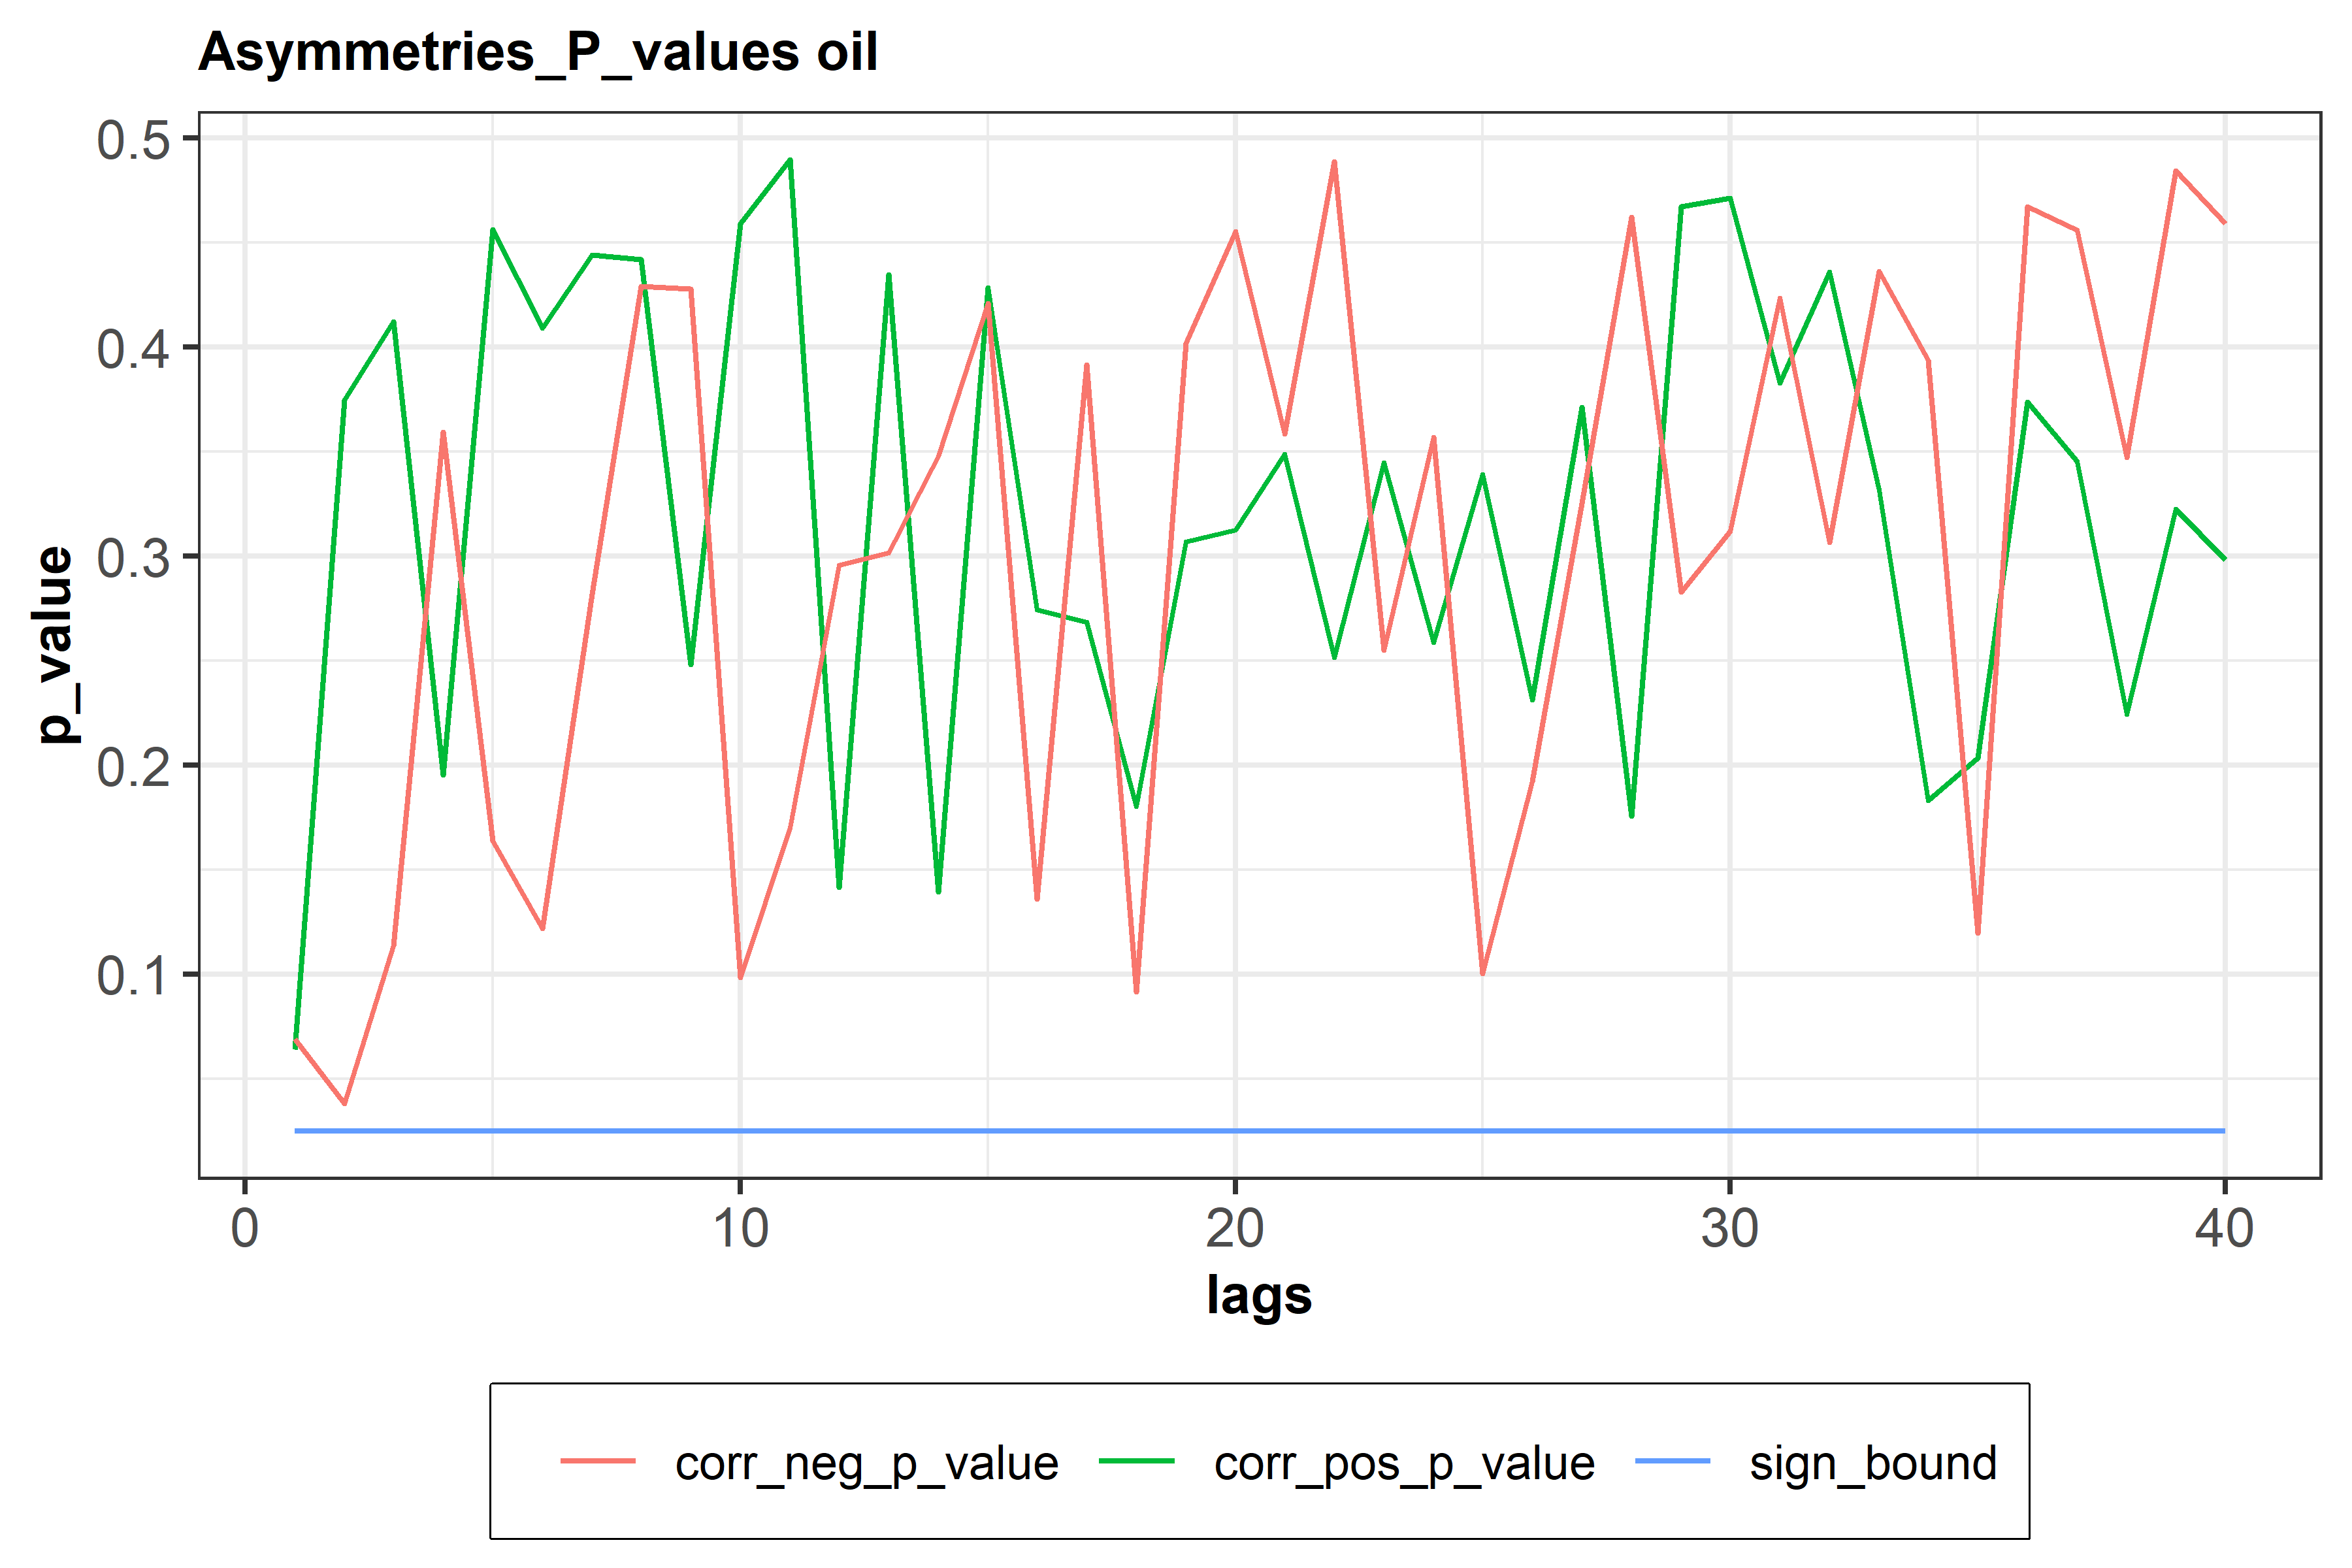 Asymmetries_P_values oil
p_value
0.5
0.4
0.3
0.2
0.1
0 10 20 30 40
lags
corr_neg_p_value corr_pos_p_value sign_bound